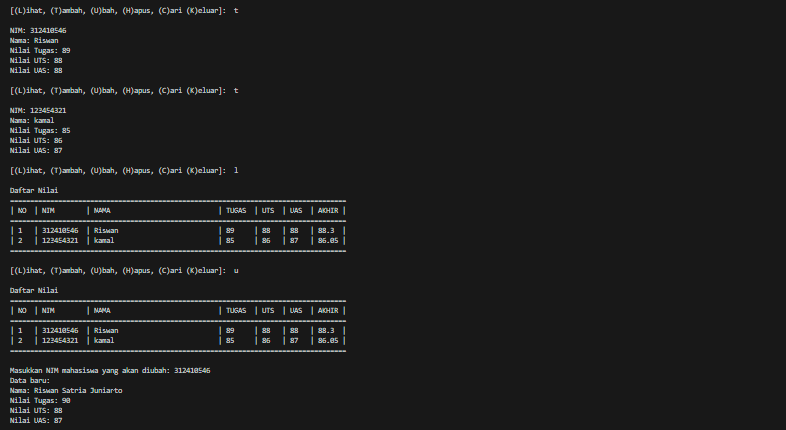 [(L)ihat, (T)ambah, (U)bah, (H)apus, (C)ari (K)eluar]:  t
NIM: 312410546
Nama: Riswan
Nilai Tugas: 89
Nilai UTS: 88
Nilai UAS: 88
[(L)ihat, (T)ambah, (U)bah, (H)apus, (C)ari (K)eluar]:  t
NIM: 123454321
Nama: kamal
Nilai Tugas: 85
Nilai UTS: 86
Nilai UAS: 87
[(L)ihat, (T)ambah, (U)bah, (H)apus, (C)ari (K)eluar]:  l
Daftar Nilai
====================================================================================
| NO  | NIM        | NAMA                           | TUGAS  | UTS  | UAS  | AKHIR |
====================================================================================
| 1   | 312410546  | Riswan                         | 89     | 88   | 88   | 88.3  |
| 2   | 123454321  | kamal                          | 85     | 86   | 87   | 86.05 |
====================================================================================
[(L)ihat, (T)ambah, (U)bah, (H)apus, (C)ari (K)eluar]:  u
Daftar Nilai
====================================================================================
| NO  | NIM        | NAMA                           | TUGAS  | UTS  | UAS  | AKHIR |
====================================================================================
| 1   | 312410546  | Riswan                         | 89     | 88   | 88   | 88.3  |
| 2   | 123454321  | kamal                          | 85     | 86   | 87   | 86.05 |
====================================================================================
Masukkan NIM mahasiswa yang akan diubah: 312410546
Data baru:
Nama: Riswan Satria Juniarto
Nilai Tugas: 90
Nilai UTS: 88
Nilai UAS: 87